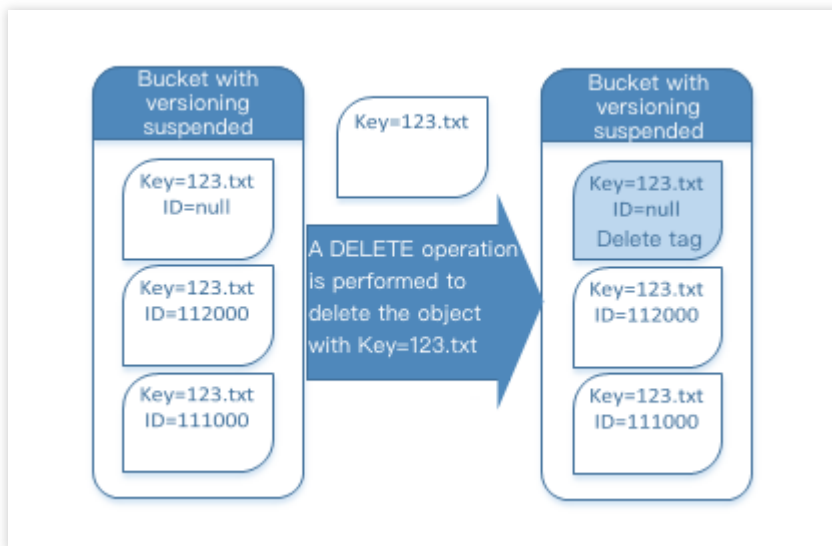 Bucket with
versioning
suspended
Key=123.txt
ID=null
Key=123.txt
ID=112000
Key=123.txt
ID=111000
Key=123.txt
A DELETE operation
is performed to
delete the object
with Key=123.txt
Bucket with
versioning
suspended
Key=123.txt
ID=null
Delete tag
Key=123.txt
ID=112000
Key=123.txt
ID=111000